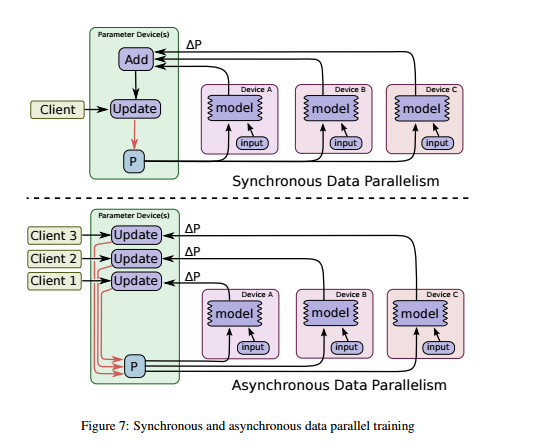 Parameter Device(s)
ΔP
Add
Client
Update
P
Device A
model
input
Device B
model
input
Device C
model
input
Synchronous Data Parallelism
Parameter Device(s)
Client 3
Update
ΔP
Client 2
Update
ΔP
Client 1
Update
ΔP
P
Device A
model
input
Device B
model
input
Device C
model
input
Asynchronous Data Parallelism
Figure 7: Synchronous and asynchronous data parallel training